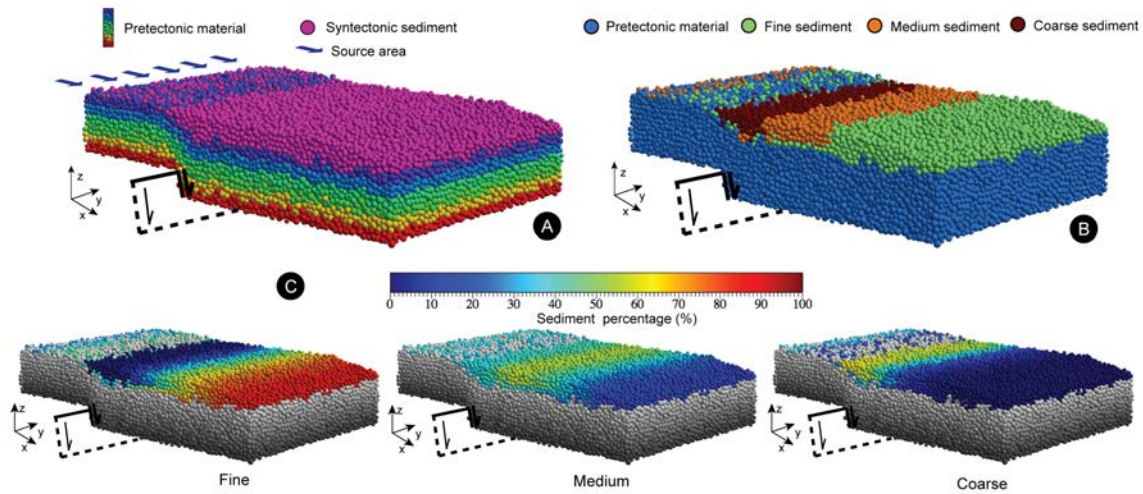 Pretectonic material
Syntectonic sediment
Source area
Pretectonic material
Fine sediment
Medium sediment
Coarse sediment
z
y
x
A
z
y
x
B
C
0 10 20 30 40 50 60 70 80 90 100
Sediment percentage (%)
z
y
x
Fine
z
y
x
Medium
z
y
x
Coarse